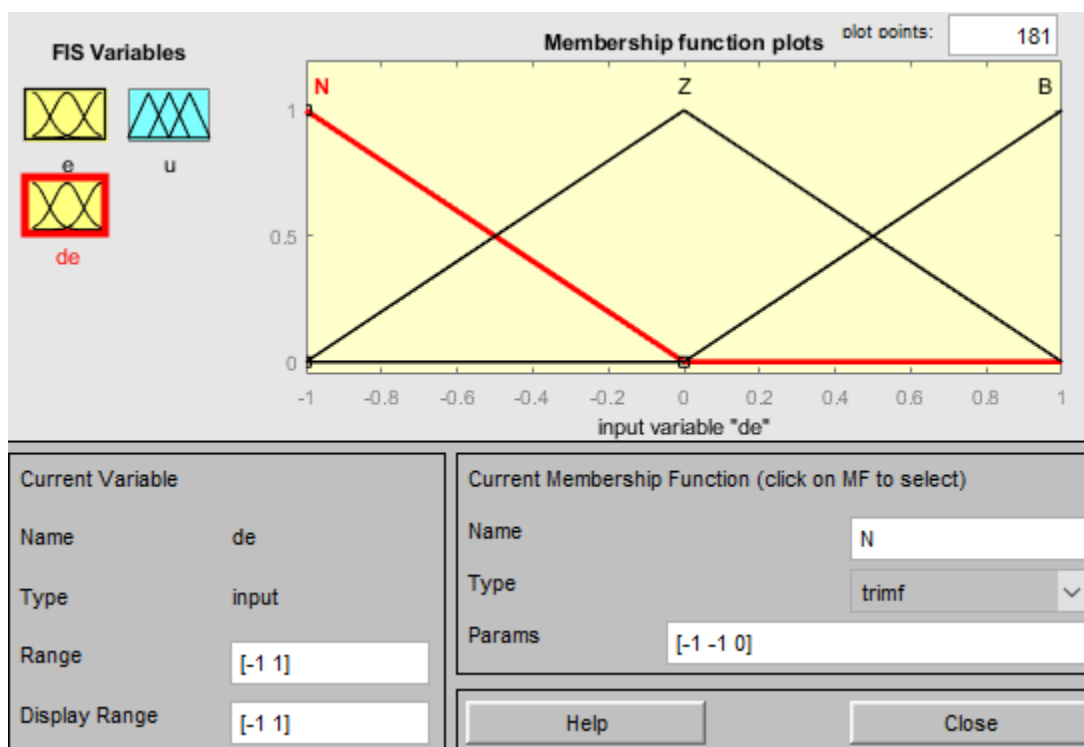 FIS Variables
Membership function plots
plot points:
181
e
u
de
N
Z
B
1
0.5
0
-1
-0.8
-0.6
-0.4
-0.2
0
0.2
0.4
0.6
0.8
1
input variable "de"
Current Variable
Name
de
Type
input
Range
[-1 1]
Display Range
[-1 1]
Current Membership Function (click on MF to select)
Name
N
Type
trimf
Params
[-1 -1 0]
Help
Close